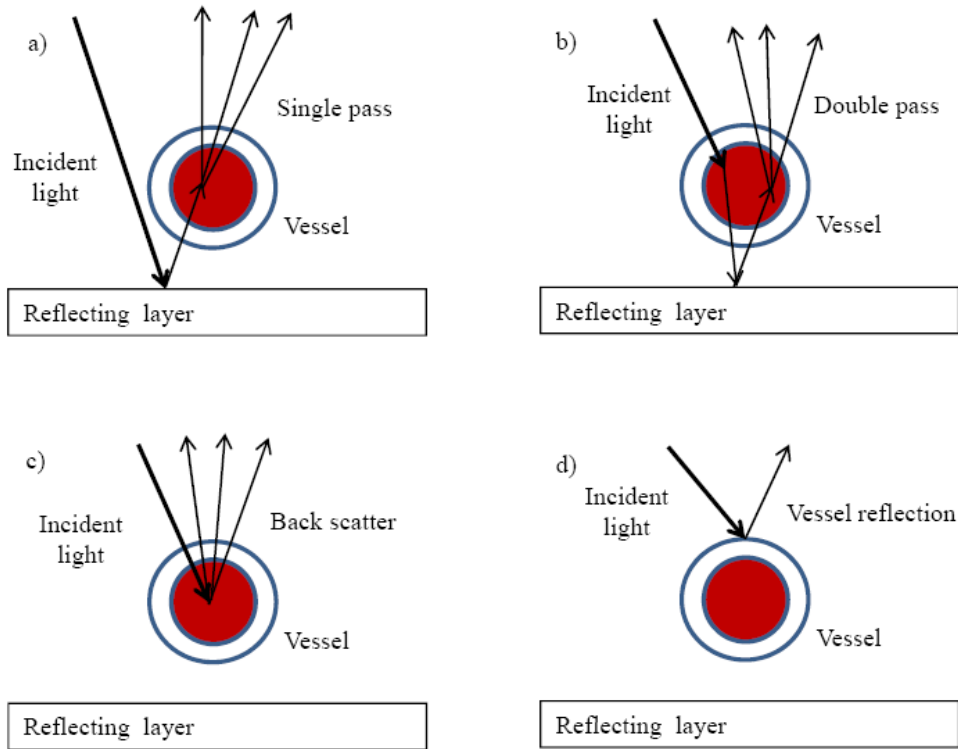 a)
Single pass
Incident
light
Vessel
Reflecting layer
b)
Incident
light
Double pass
Vessel
Reflecting layer
c)
Incident
light
Back scatter
Vessel
Reflecting layer
d)
Incident
light
Vessel reflection
Vessel
Reflecting layer